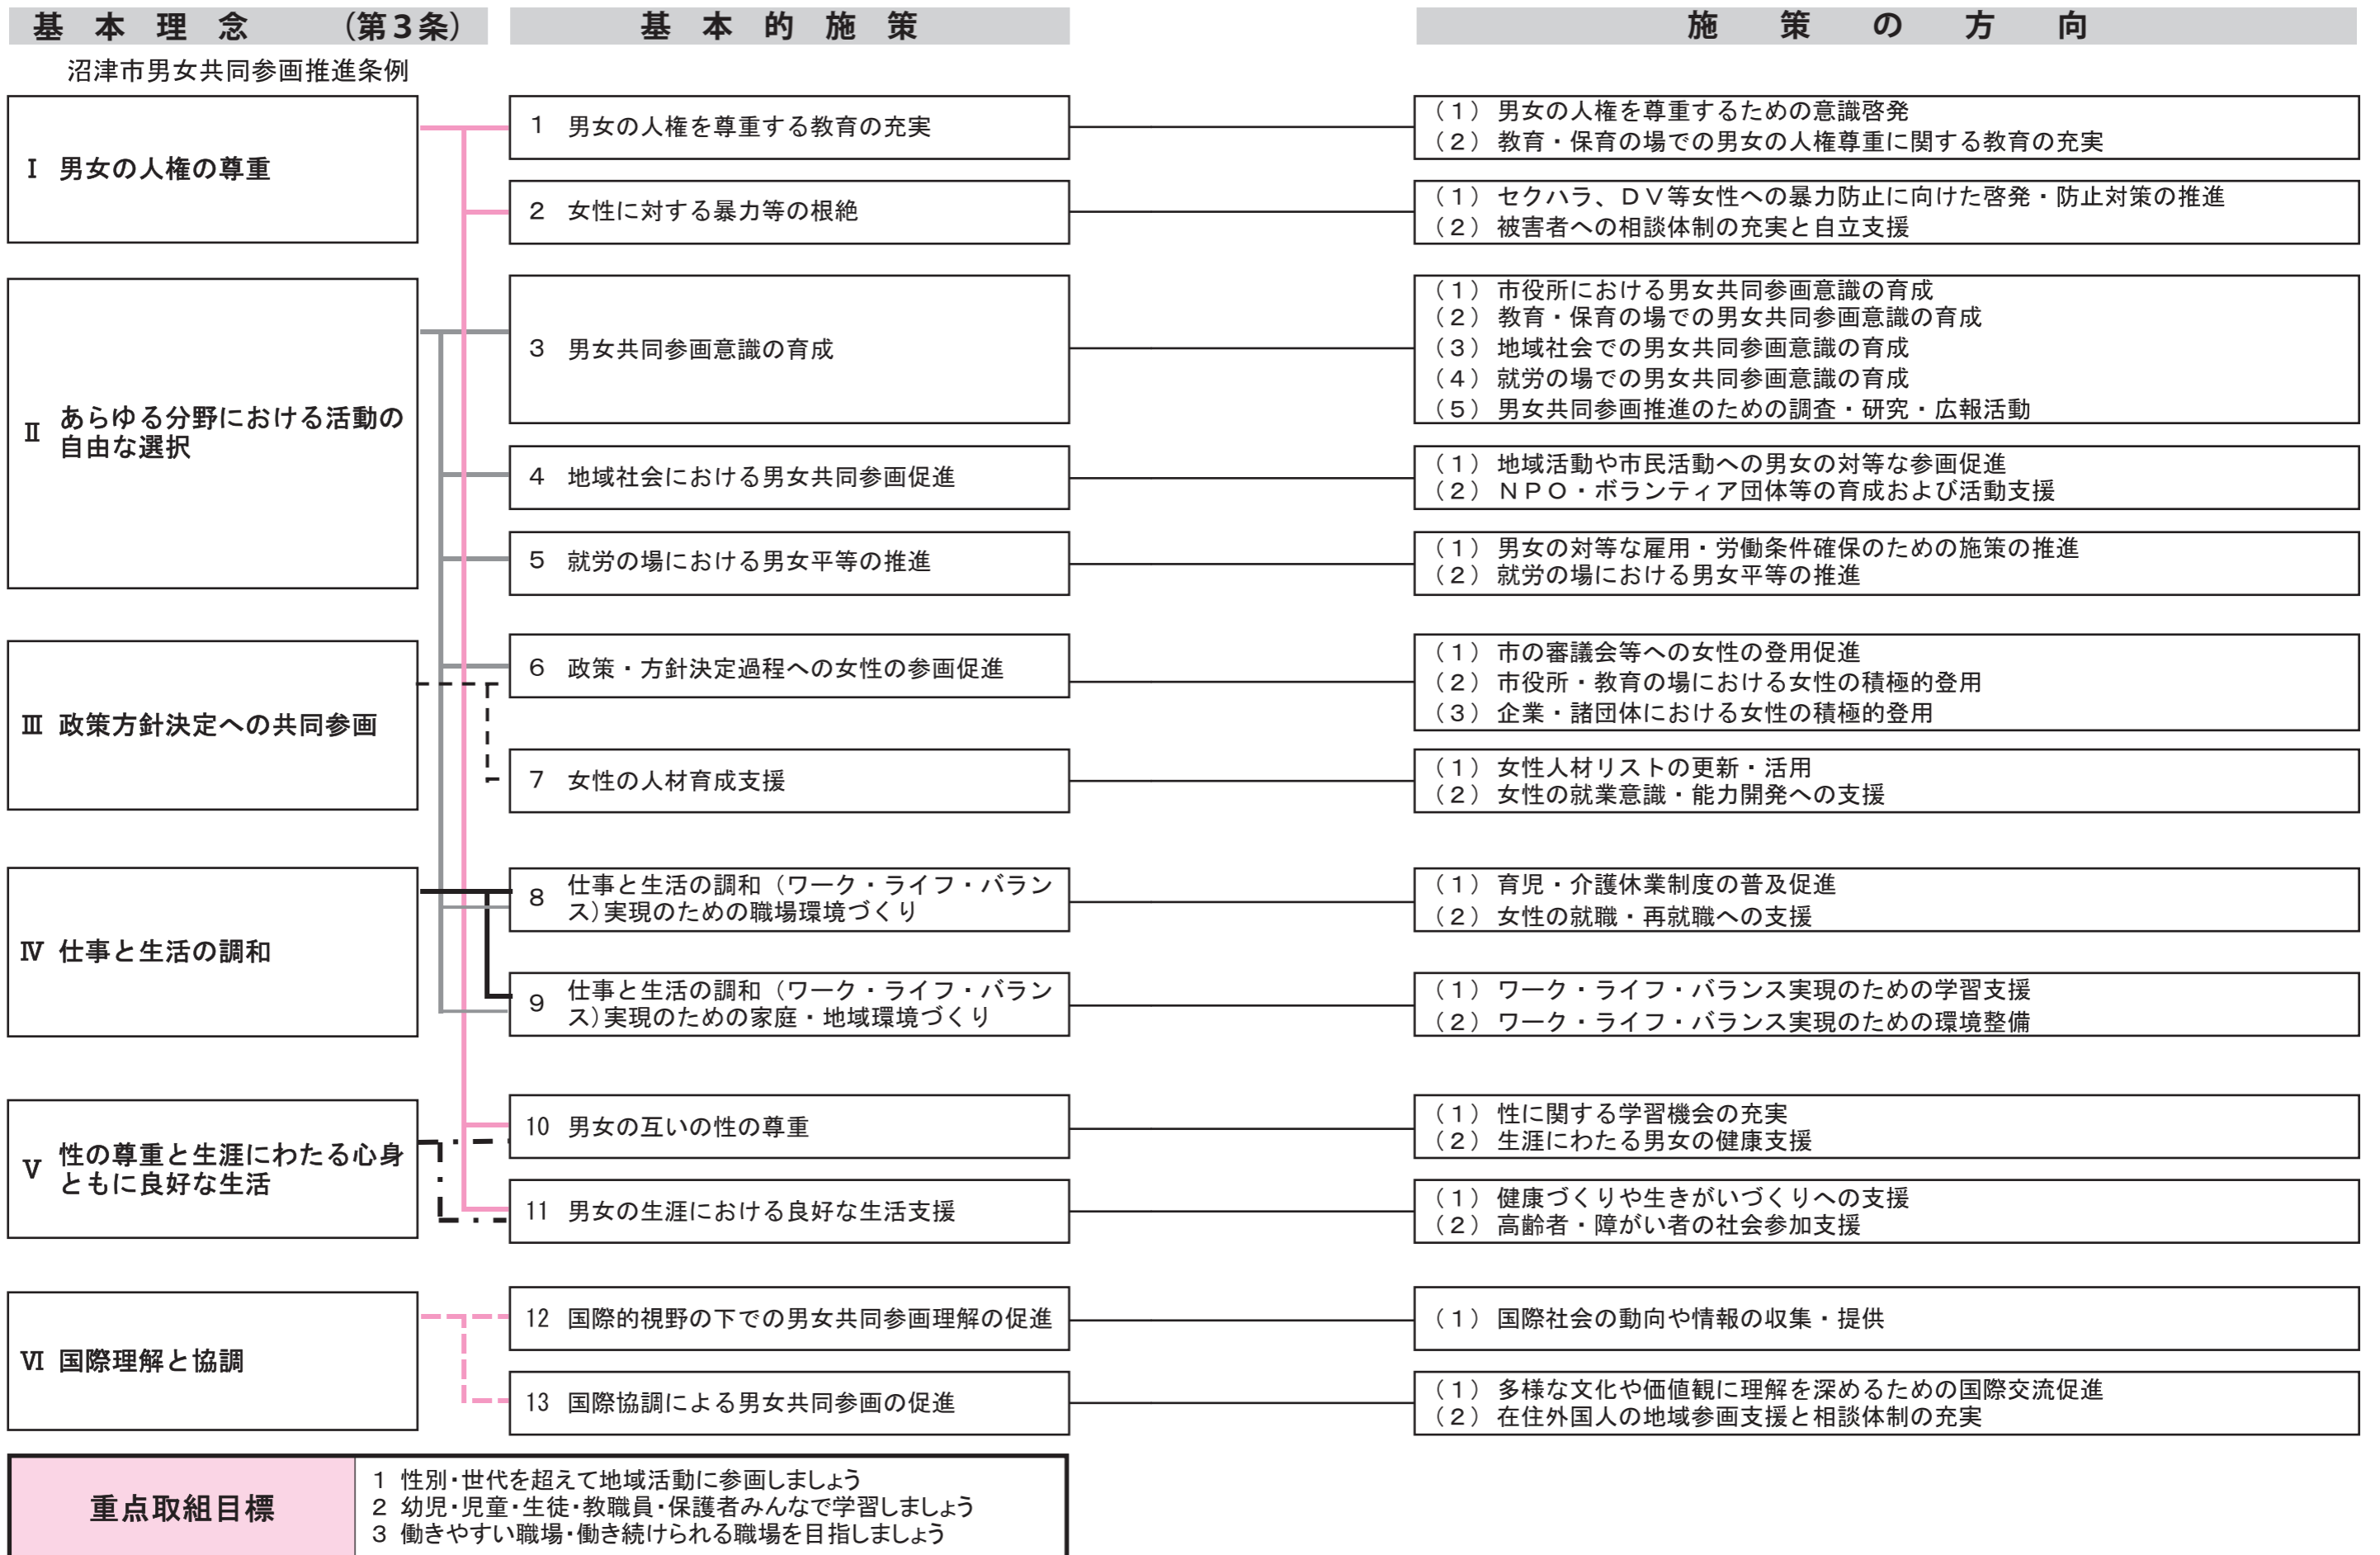 基本理念 (第3条)
基本的施策
施策の方向
沼津市男女共同参画推進条例
Ⅰ 男女の人権の尊重
1 男女の人権を尊重する教育の充実
(1) 男女の人権を尊重するための意識啓発
(2) 教育・保育の場での男女の人権尊重に関する教育の充実
2 女性に対する暴力等の根絶
(1) セクハラ、DV等女性への暴力防止に向けた啓発・防止対策の推進
(2) 被害者への相談体制の充実と自立支援
Ⅱ あらゆる分野における活動の
自由な選択
3 男女共同参画意識の育成
(1) 市役所における男女共同参画意識の育成
(2) 教育・保育の場での男女共同参画意識の育成
(3) 地域社会での男女共同参画意識の育成
(4) 就労の場での男女共同参画意識の育成
(5) 男女共同参画推進のための調査・研究・広報活動
4 地域社会における男女共同参画促進
(1) 地域活動や市民活動への男女の対等な参画促進
(2) NPO・ボランティア団体等の育成および活動支援
5 就労の場における男女平等の推進
(1) 男女の対等な雇用・労働条件確保のための施策の推進
(2) 就労の場における男女平等の推進
Ⅲ 政策方針決定への共同参画
6 政策・方針決定過程への女性の参画促進
(1) 市の審議会等への女性の登用促進
(2) 市役所・教育の場における女性の積極的登用
(3) 企業・諸団体における女性の積極的登用
7 女性の人材育成支援
(1) 女性人材リストの更新・活用
(2) 女性の就業意識・能力開発への支援
Ⅳ 仕事と生活の調和
8 仕事と生活の調和(ワーク・ライフ・バラン
ス)実現のための職場環境づくり
(1) 育児・介護休業制度の普及促進
(2) 女性の就職・再就職への支援
9 仕事と生活の調和(ワーク・ライフ・バラン
ス)実現のための家庭・地域環境づくり
(1) ワーク・ライフ・バランス実現のための学習支援
(2) ワーク・ライフ・バランス実現のための環境整備
Ⅴ 性の尊重と生涯にわたる心身
ともに良好な生活
10 男女の互いの性の尊重
(1) 性に関する学習機会の充実
(2) 生涯にわたる男女の健康支援
11 男女の生涯における良好な生活支援
(1) 健康づくりや生きがいづくりへの支援
(2) 高齢者・障がい者の社会参加支援
Ⅵ 国際理解と協調
12 国際的視野の下での男女共同参画理解の促進
(1) 国際社会の動向や情報の収集・提供
13 国際協調による男女共同参画の促進
(1) 多様な文化や価値観に理解を深めるための国際交流促進
(2) 在住外国人の地域参画支援と相談体制の充実
重点取組目標
1 性別・世代を超えて地域活動に参画しましょう
2 幼児・児童・生徒・教職員・保護者みんなで学習しましょう
3 働きやすい職場・働き続けられる職場を目指しましょう